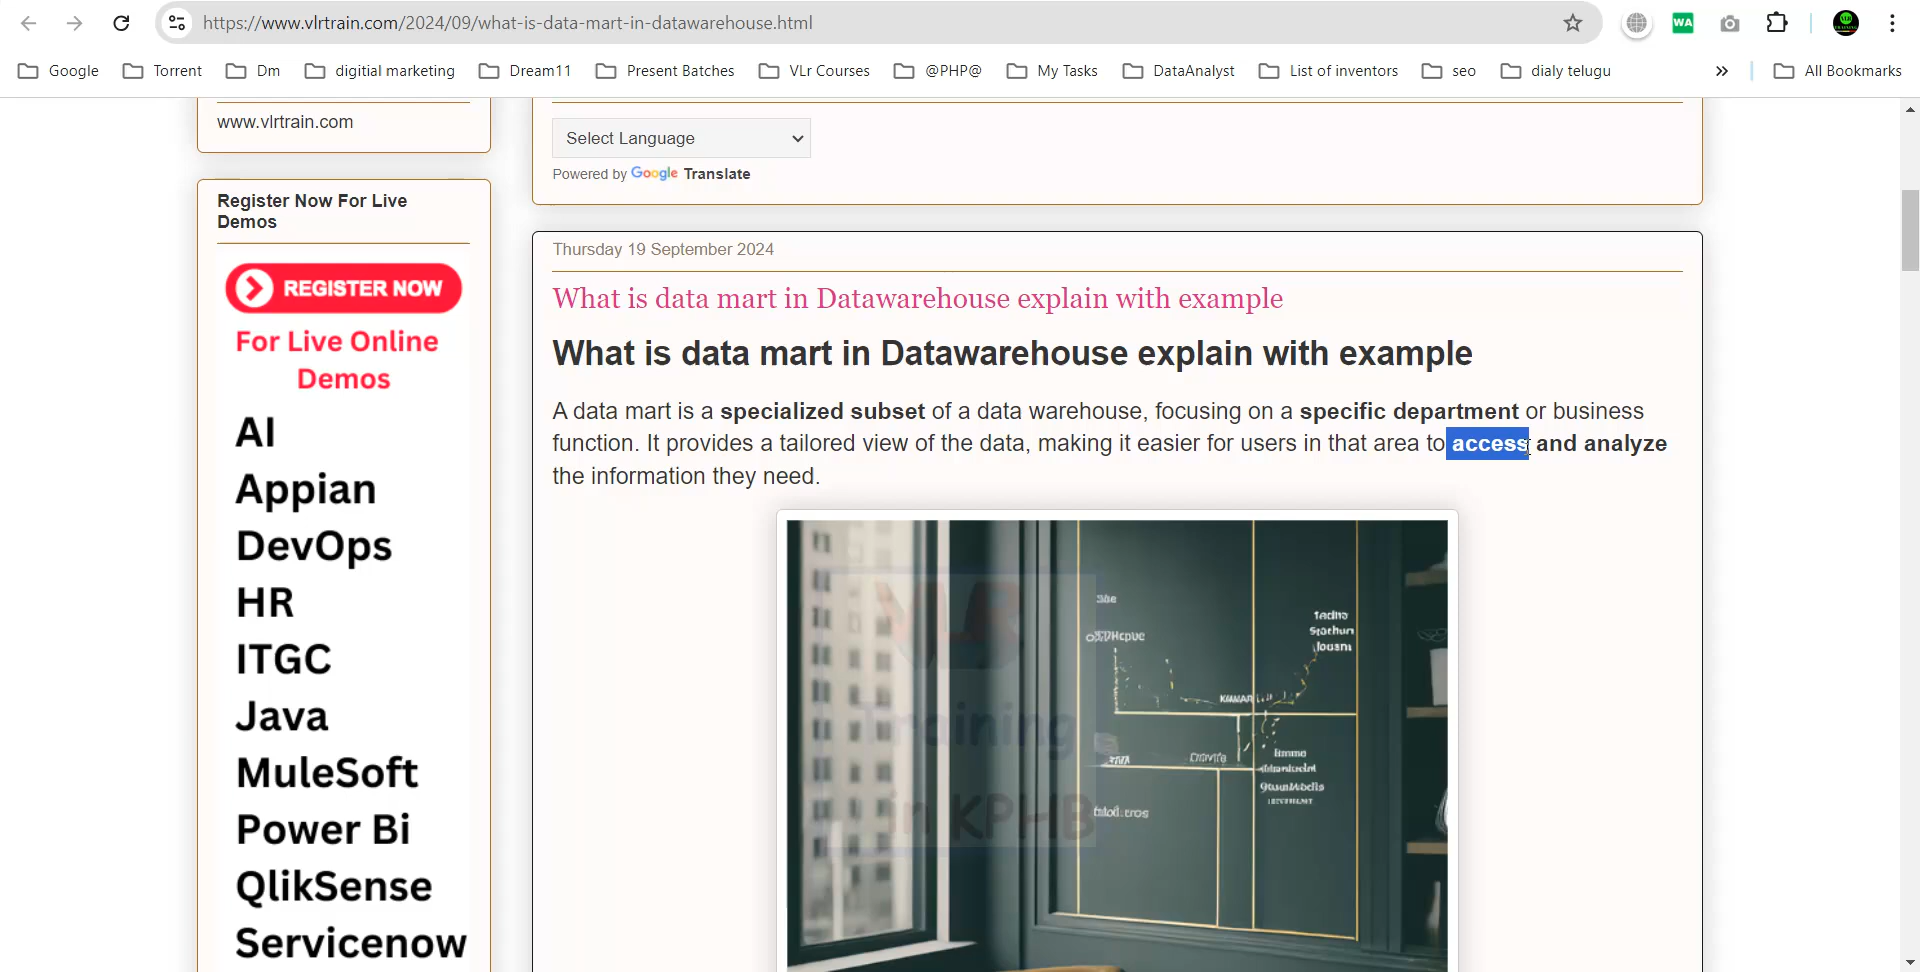 https://www.vlrtrain.com/2024/09/what-is-data-mart-in-datawarehouse.html
WA
Google
Torrent
Dm
digitial marketing
Dream11
Present Batches
VLr Courses
@PHP@
My Tasks
DataAnalyst
List of inventors
seo
dialy telugu
»
All Bookmarks
www.vlrtrain.com
Register Now For Live
Demos
REGISTER NOW
For Live Online
Demos
AI
Appian
DevOps
HR
ITGC
Java
MuleSoft
Power Bi
QlikSense
Servicenow
Select Language
Powered by Google Translate
Thursday 19 September 2024
What is data mart in Datawarehouse explain with example
What is data mart in Datawarehouse explain with example
A data mart is a specialized subset of a data warehouse, focusing on a specific department or business
function. It provides a tailored view of the data, making it easier for users in that area to access and analyze
the information they need.
VLR
Training
in KPHB